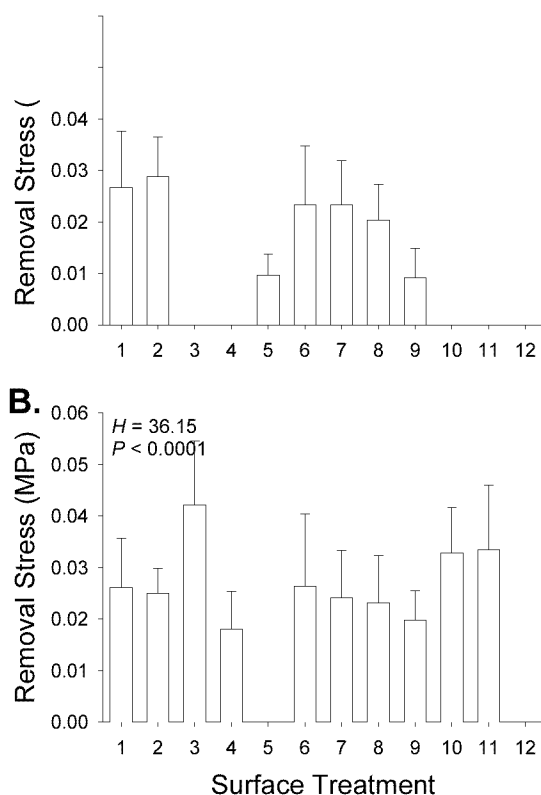 Removal Stress (
0.04
0.03
0.02
0.01
0.00
1 2 3 4 5 6 7 8 9 10 11 12
B.
Removal Stress (MPa)
0.06
0.05
0.04
0.03
0.02
0.01
0.00
H = 36.15
P < 0.0001
1 2 3 4 5 6 7 8 9 10 11 12
Surface Treatment